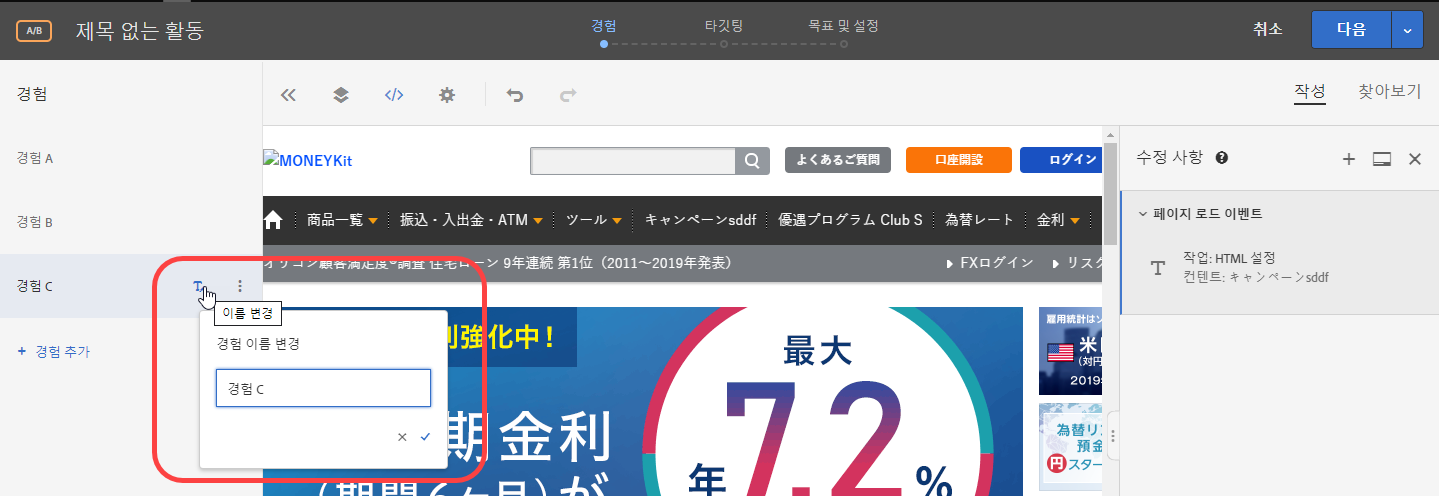 A/B
제목 없는 활동
경험
타깃팅
목표 및 설정
취소
다음
경험
작성
찾아보기
경험 A
경험 B
경험 C
이름 변경
경험 이름 변경
경험 C
+ 경험 추가
MONEYKit
よくあるご質問
口座開設
ログイン
商品一覧
振込・入出金・ATM
ツール
キャンペーンsddf
優遇プログラム Club S
為替レート
金利
オリコン顧客満足度®調査 住宅ローン 9年連続 第1位（2011～2019年発表）
FXログイン
リスク
強化中！
期金利
（期間6ヶ月）が
最大
年7.2%
雇用統計は
米
（対円
2019
為替リン
預金
円スター
수정 사항
페이지 로드 이벤트
작업: HTML 설정
컨텐트: キャンペーンsddf